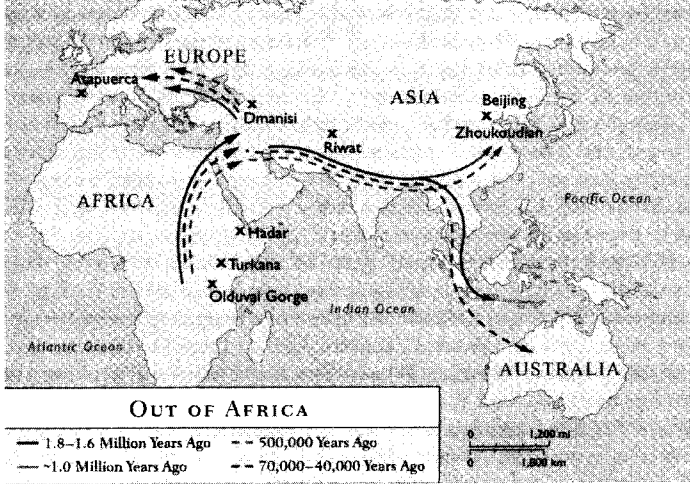 EUROPE
Atapuerca
ASIA
Dmanisi
Beijing
Zhoukoudian
Riwat
AFRICA
Pacific Ocean
Hadar
Turkana
Olduvai Gorge
Indian Ocean
Atlantic Ocean
AUSTRALIA
OUT OF AFRICA
1.8–1.6 Million Years Ago
500,000 Years Ago
~1.0 Million Years Ago
70,000–40,000 Years Ago
0 1,200 mi
0 1,800 km